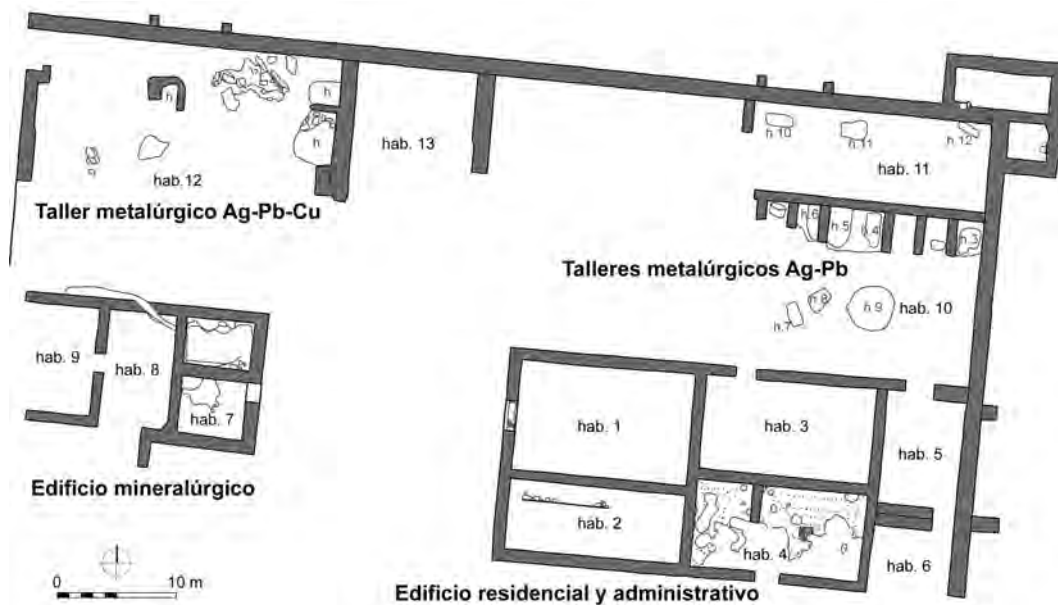 h
h
h
hab. 12
hab. 13
h.10
h.11
h.12
hab. 11
Taller metalúrgico Ag-Pb-Cu
h.6
h.5
h.4
h.3
Talleres metalúrgicos Ag-Pb
h.7
h.8
h.9
hab. 10
hab. 9
hab. 8
hab. 7
Edificio mineralúrgico
hab. 1
hab. 3
hab. 5
hab. 2
hab. 4
hab. 6
0 10 m
Edificio residencial y administrativo